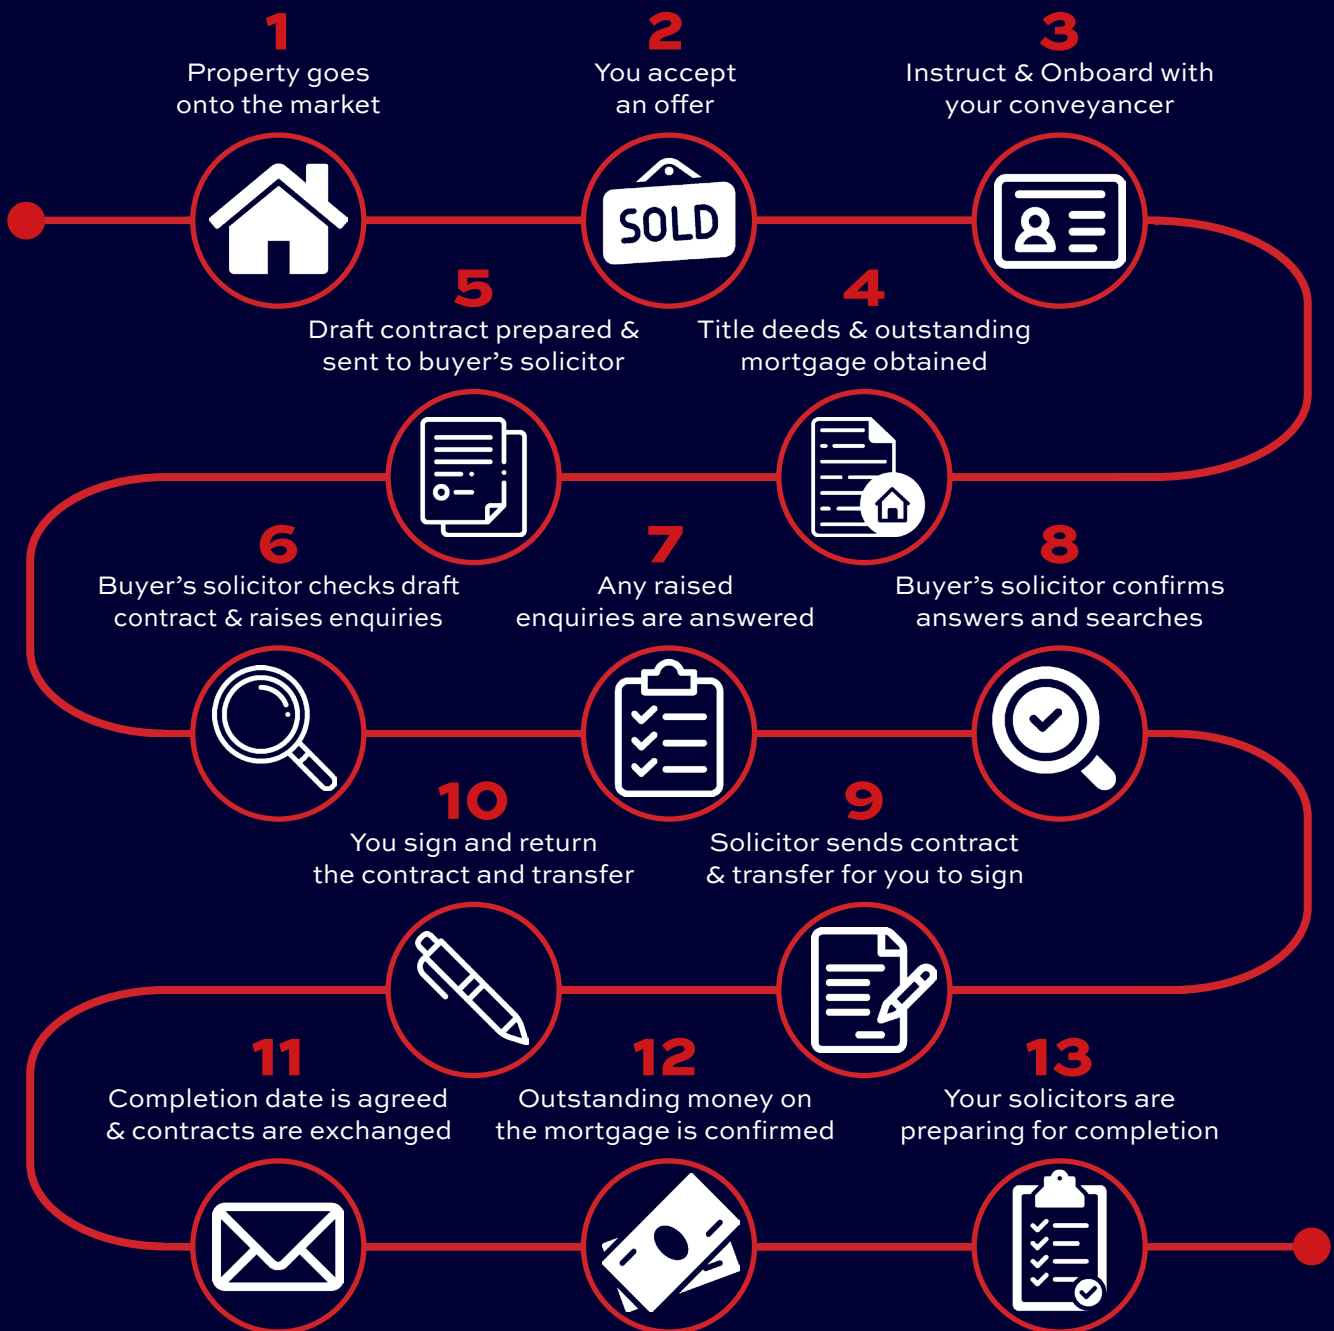 1
Property goes
onto the market
2
You accept
an offer
SOLD
3
Instruct & Onboard with
your conveyancer
4
Title deeds & outstanding
mortgage obtained
5
Draft contract prepared &
sent to buyer’s solicitor
6
Buyer’s solicitor checks draft
contract & raises enquiries
7
Any raised
enquiries are answered
8
Buyer’s solicitor confirms
answers and searches
9
Solicitor sends contract
& transfer for you to sign
10
You sign and return
the contract and transfer
11
Completion date is agreed
& contracts are exchanged
12
Outstanding money on
the mortgage is confirmed
13
Your solicitors are
preparing for completion